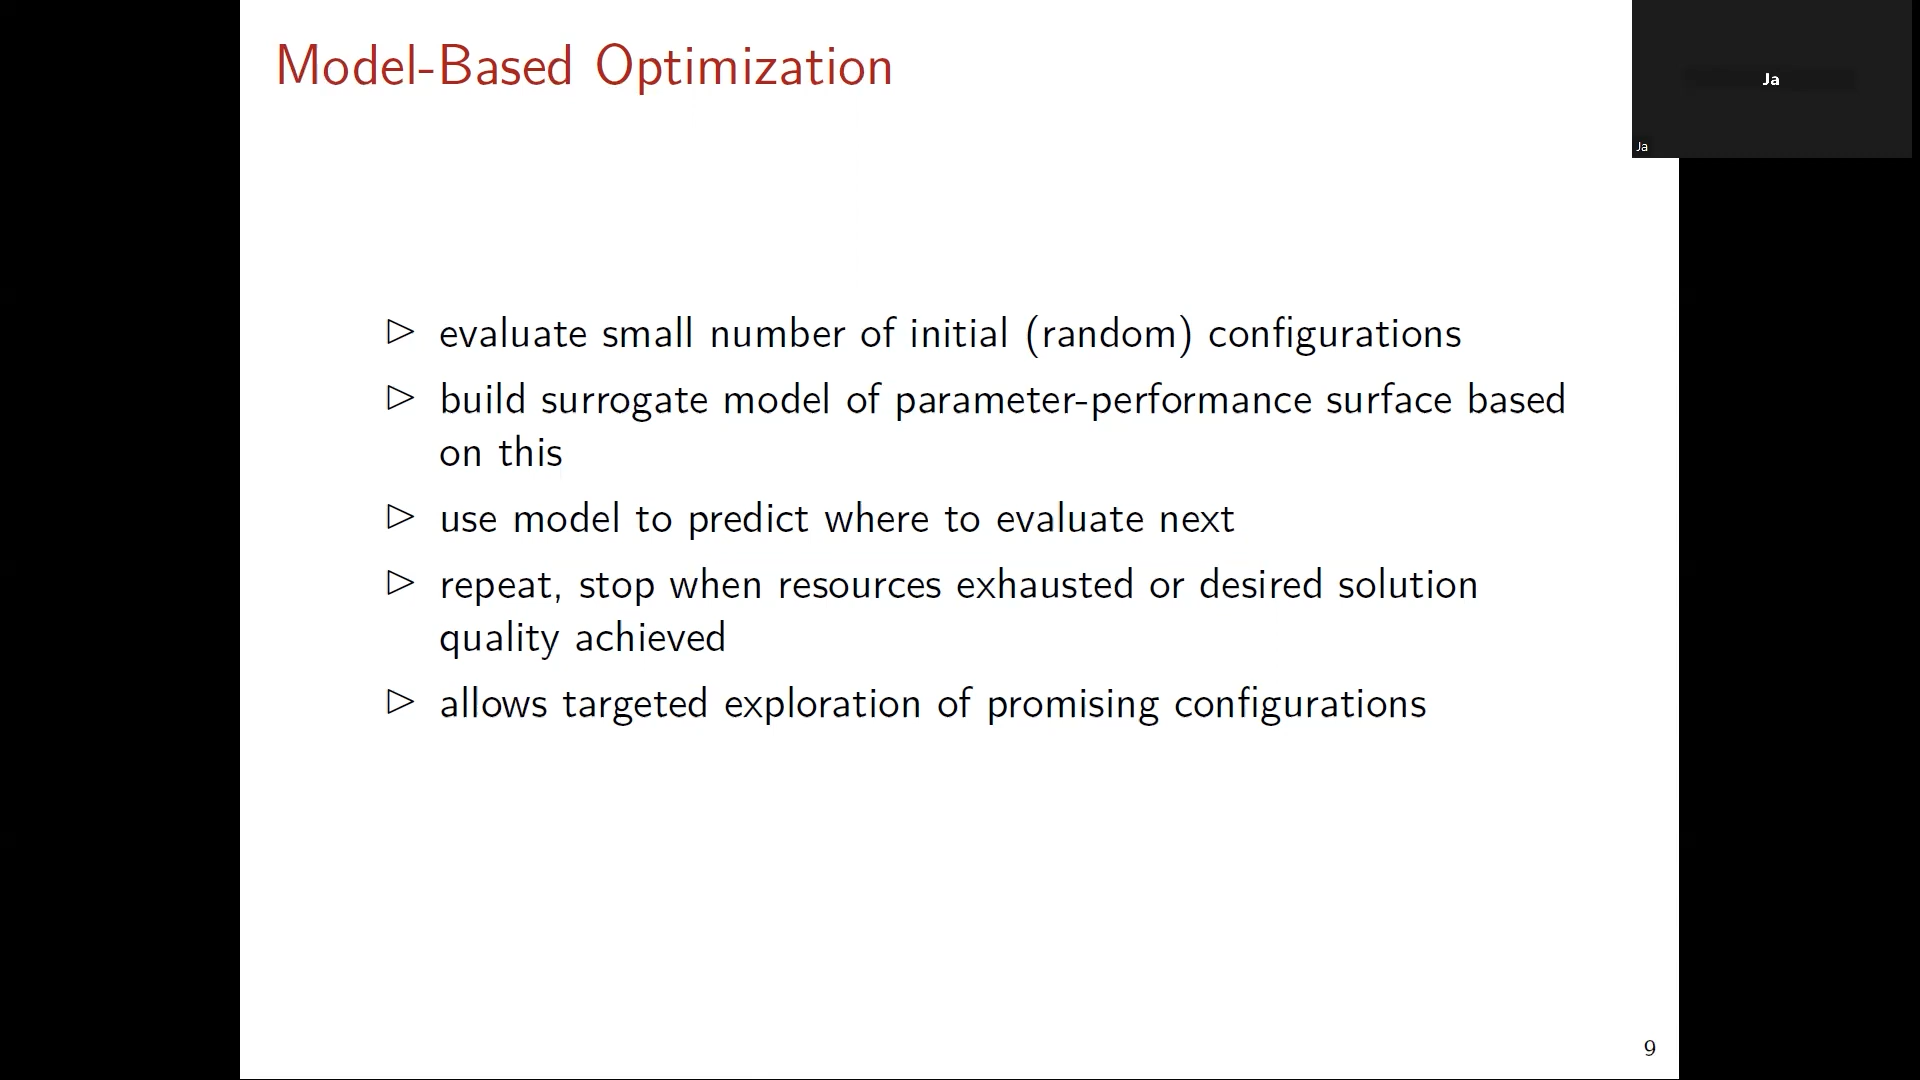 Model-Based Optimization
Ja
Ja
▷ evaluate small number of initial (random) configurations
▷ build surrogate model of parameter-performance surface based
on this
▷ use model to predict where to evaluate next
▷ repeat, stop when resources exhausted or desired solution
quality achieved
▷ allows targeted exploration of promising configurations
9